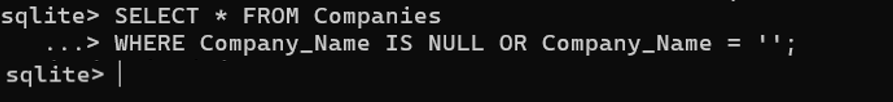 sqlite> SELECT * FROM Companies
...> WHERE Company_Name IS NULL OR Company_Name = '';
sqlite>